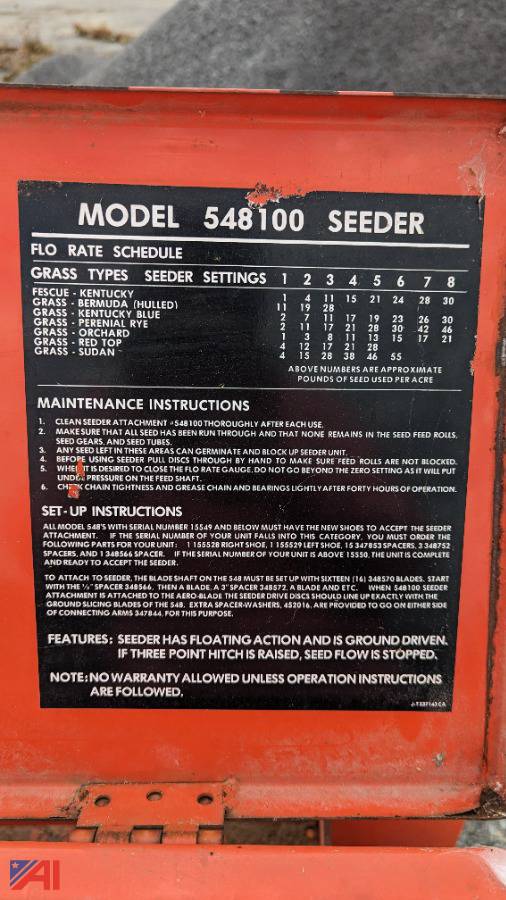 MODEL 548100 SEEDER
FLO RATE SCHEDULE
GRASS TYPES SEEDER SETTINGS 1 2 3 4 5 6 7 8
FESCUE - KENTUCKY 1 4 11 15 21 24 28 30
GRASS - BERMUDA (HULLED) 11 19 28
GRASS - KENTUCKY BLUE 2 7 11 17 19 23 26 30
GRASS - PERENIAL RYE 2 11 17 21 28 30 42 46
GRASS - ORCHARD 1 3 8 11 13 15 17 21
GRASS - RED TOP 4 12 17 21 28
GRASS - SUDAN 4 15 28 38 46 55
ABOVE NUMBERS ARE APPROXIMATE
POUNDS OF SEED USED PER ACRE
MAINTENANCE INSTRUCTIONS
1. CLEAN SEEDER ATTACHMENT #548100 THOROUGHLY AFTER EACH USE.
2. MAKE SURE THAT ALL SEED HAS BEEN RUN THROUGH AND THAT NONE REMAINS IN THE SEED FEED ROLLS,
SEED GEARS, AND SEED TUBES.
3. ANY SEED LEFT IN THESE AREAS CAN GERMINATE AND BLOCK UP SEEDER UNIT.
4. BEFORE USING SEEDER PULL DISCS THROUGH BY HAND TO MAKE SURE FEED ROLLS ARE NOT BLOCKED.
5. WHEN IT IS DESIRED TO CLOSE THE FLO RATE GAUGE, DO NOT GO BEYOND THE ZERO SETTING AS IT WILL PUT
UNDER PRESSURE ON THE FEED SHAFT.
6. CHECK CHAIN TIGHTNESS AND GREASE CHAIN AND BEARINGS LIGHTLY AFTER FORTY HOURS OF OPERATION.
SET-UP INSTRUCTIONS
ALL MODEL 548'S WITH SERIAL NUMBER 15549 AND BELOW MUST HAVE THE NEW SHOES TO ACCEPT THE SEEDER
ATTACHMENT. IF THE SERIAL NUMBER OF YOUR UNIT FALLS INTO THIS CATEGORY, YOU MUST ORDER THE
FOLLOWING PARTS FOR YOUR UNIT: 1 155528 RIGHT SHOE, 1 155529 LEFT SHOE, 15 347853 SPACERS, 3 348752
SPACERS, AND 1 348566 SPACER. IF THE SERIAL NUMBER OF YOUR UNIT IS ABOVE 15550, THE UNIT IS COMPLETE
AND READY TO ACCEPT THE SEEDER.
TO ATTACH TO SEEDER, THE BLADE SHAFT ON THE 548 MUST BE SET UP WITH SIXTEEN (16) 348570 BLADES. START
WITH THE ½" SPACER 348566, THEN A BLADE, A 3" SPACER 348572, A BLADE AND ETC. WHEN 548100 SEEDER
ATTACHMENT IS ATTACHED TO THE AERO-BLADE THE SEEDER DRIVE DISCS SHOULD LINE UP EXACTLY WITH THE
GROUND SLICING BLADES OF THE 548. EXTRA SPACER-WASHERS, 452016, ARE PROVIDED TO GO ON EITHER SIDE
OF CONNECTING ARMS 347844, FOR THIS PURPOSE.
FEATURES: SEEDER HAS FLOATING ACTION AND IS GROUND DRIVEN.
IF THREE POINT HITCH IS RAISED, SEED FLOW IS STOPPED.
NOTE: NO WARRANTY ALLOWED UNLESS OPERATION INSTRUCTIONS
ARE FOLLOWED.
AI